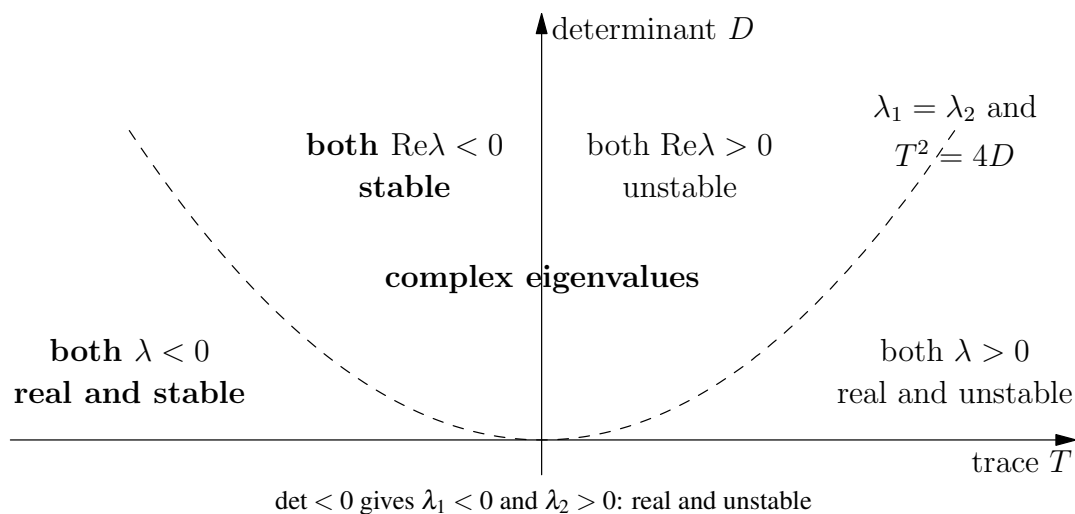 determinant D
λ₁ = λ₂ and
T² = 4D
both Reλ < 0
stable
both Reλ > 0
unstable
complex eigenvalues
both λ < 0
real and stable
both λ > 0
real and unstable
trace T
det < 0 gives λ₁ < 0 and λ₂ > 0: real and unstable